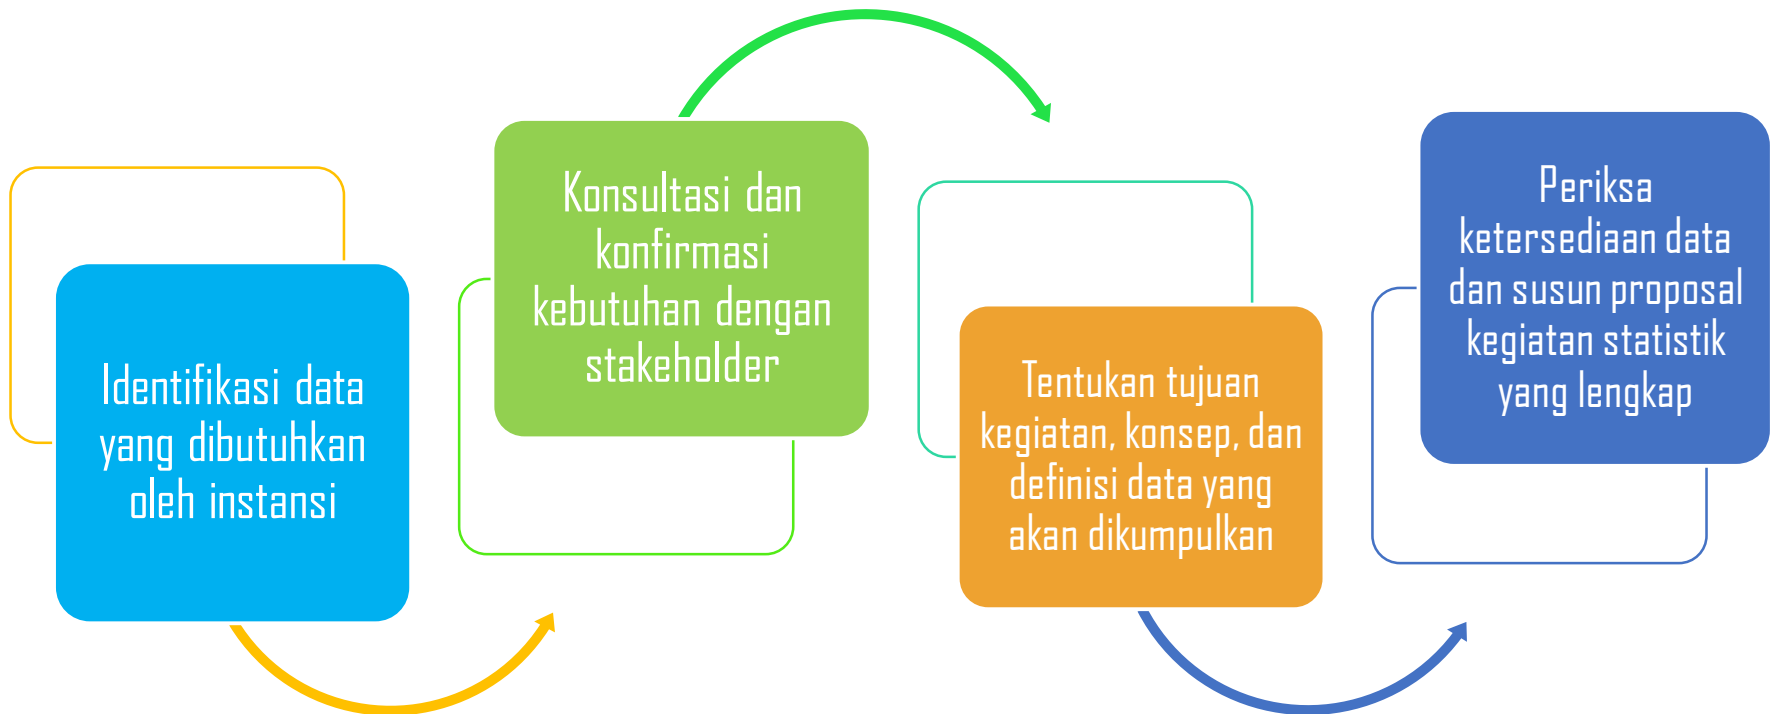 Identifikasi data
yang dibutuhkan
oleh instansi
Konsultasi dan
konfirmasi
kebutuhan dengan
stakeholder
Tentukan tujuan
kegiatan, konsep, dan
definisi data yang
akan dikumpulkan
Periksa
ketersediaan data
dan susun proposal
kegiatan statistik
yang lengkap